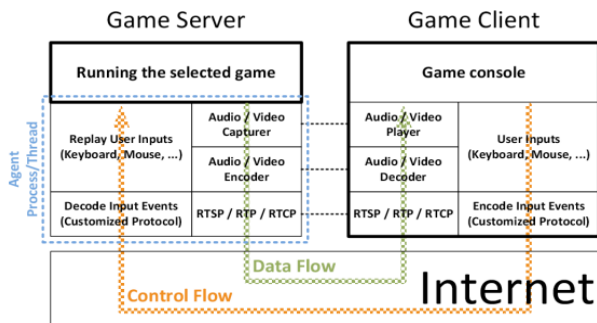 Game Server
Game Client
Running the selected game
Game console
Agent
Process/Thread
Replay User Inputs
(Keyboard, Mouse, ...)
Audio / Video
Capturer
Audio / Video
Player
User Inputs
(Keyboard, Mouse, ...)
Audio / Video
Encoder
Audio / Video
Decoder
Decode Input Events
(Customized Protocol)
RTSP / RTP / RTCP
RTSP / RTP / RTCP
Encode Input Events
(Customized Protocol)
Data Flow
Control Flow
Internet